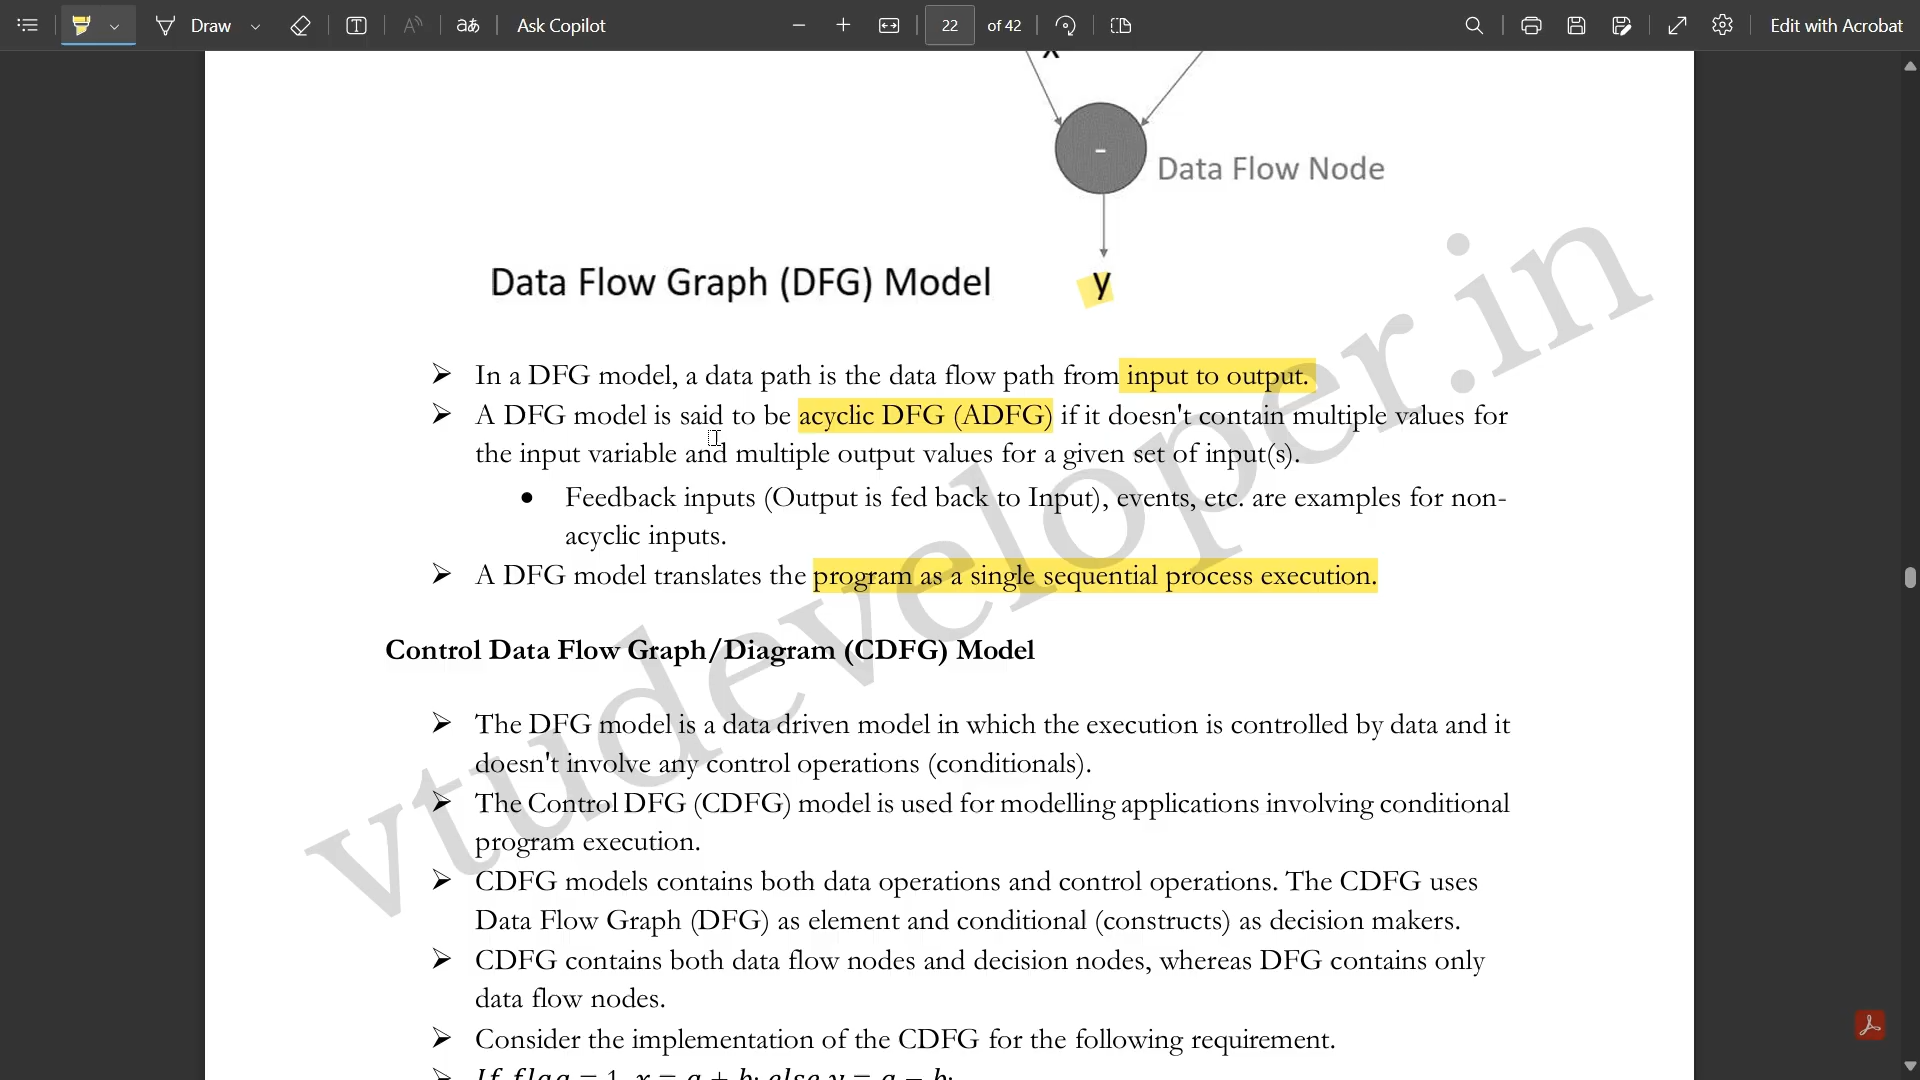 Draw
Ask Copilot
22 of 42
Edit with Acrobat
x
-
Data Flow Node
Data Flow Graph (DFG) Model
y
➢ In a DFG model, a data path is the data flow path from input to output.
➢ A DFG model is said to be acyclic DFG (ADFG) if it doesn't contain multiple values for
the input variable and multiple output values for a given set of input(s).
• Feedback inputs (Output is fed back to Input), events, etc. are examples for non-
acyclic inputs.
➢ A DFG model translates the program as a single sequential process execution.
Control Data Flow Graph/Diagram (CDFG) Model
➢ The DFG model is a data driven model in which the execution is controlled by data and it
doesn't involve any control operations (conditionals).
➢ The Control DFG (CDFG) model is used for modelling applications involving conditional
program execution.
➢ CDFG models contains both data operations and control operations. The CDFG uses
Data Flow Graph (DFG) as element and conditional (constructs) as decision makers.
➢ CDFG contains both data flow nodes and decision nodes, whereas DFG contains only
data flow nodes.
➢ Consider the implementation of the CDFG for the following requirement.
➢ If flag = 1, x = a + b; else y = a − b;
vtudeveloper.in